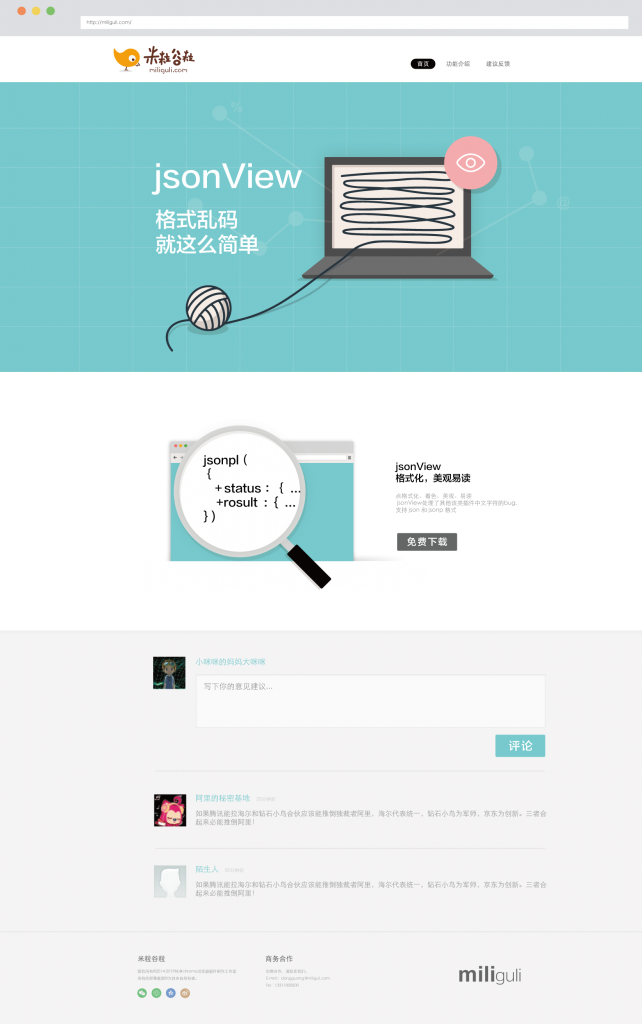 http://miliguli.com/
米粒谷粒
miliguli.com
首页
功能介绍
建议反馈
jsonView
格式乱码
就这么简单
jsonpl (
{
+status : { ...
+rosult : { ...
} )
jsonView
格式化，美观易读
支持 json 和 jsonp 格式
免费下载
小咪咪的妈妈大咪咪
写下你的意见建议...
评论
阿里的秘密基地
如果腾讯能拉海尔和钻石小鸟合伙应该能推倒独裁者阿里，海尔代表统一，钻石小鸟为军师，京东为创新。三者会
起来必能推倒阿里！
陌生人
如果腾讯能拉海尔和钻石小鸟合伙应该能推倒独裁者阿里，海尔代表统一，钻石小鸟为军师，京东为创新。三者会
起来必能推倒阿里！
米粒谷粒
商务合作
miliguli